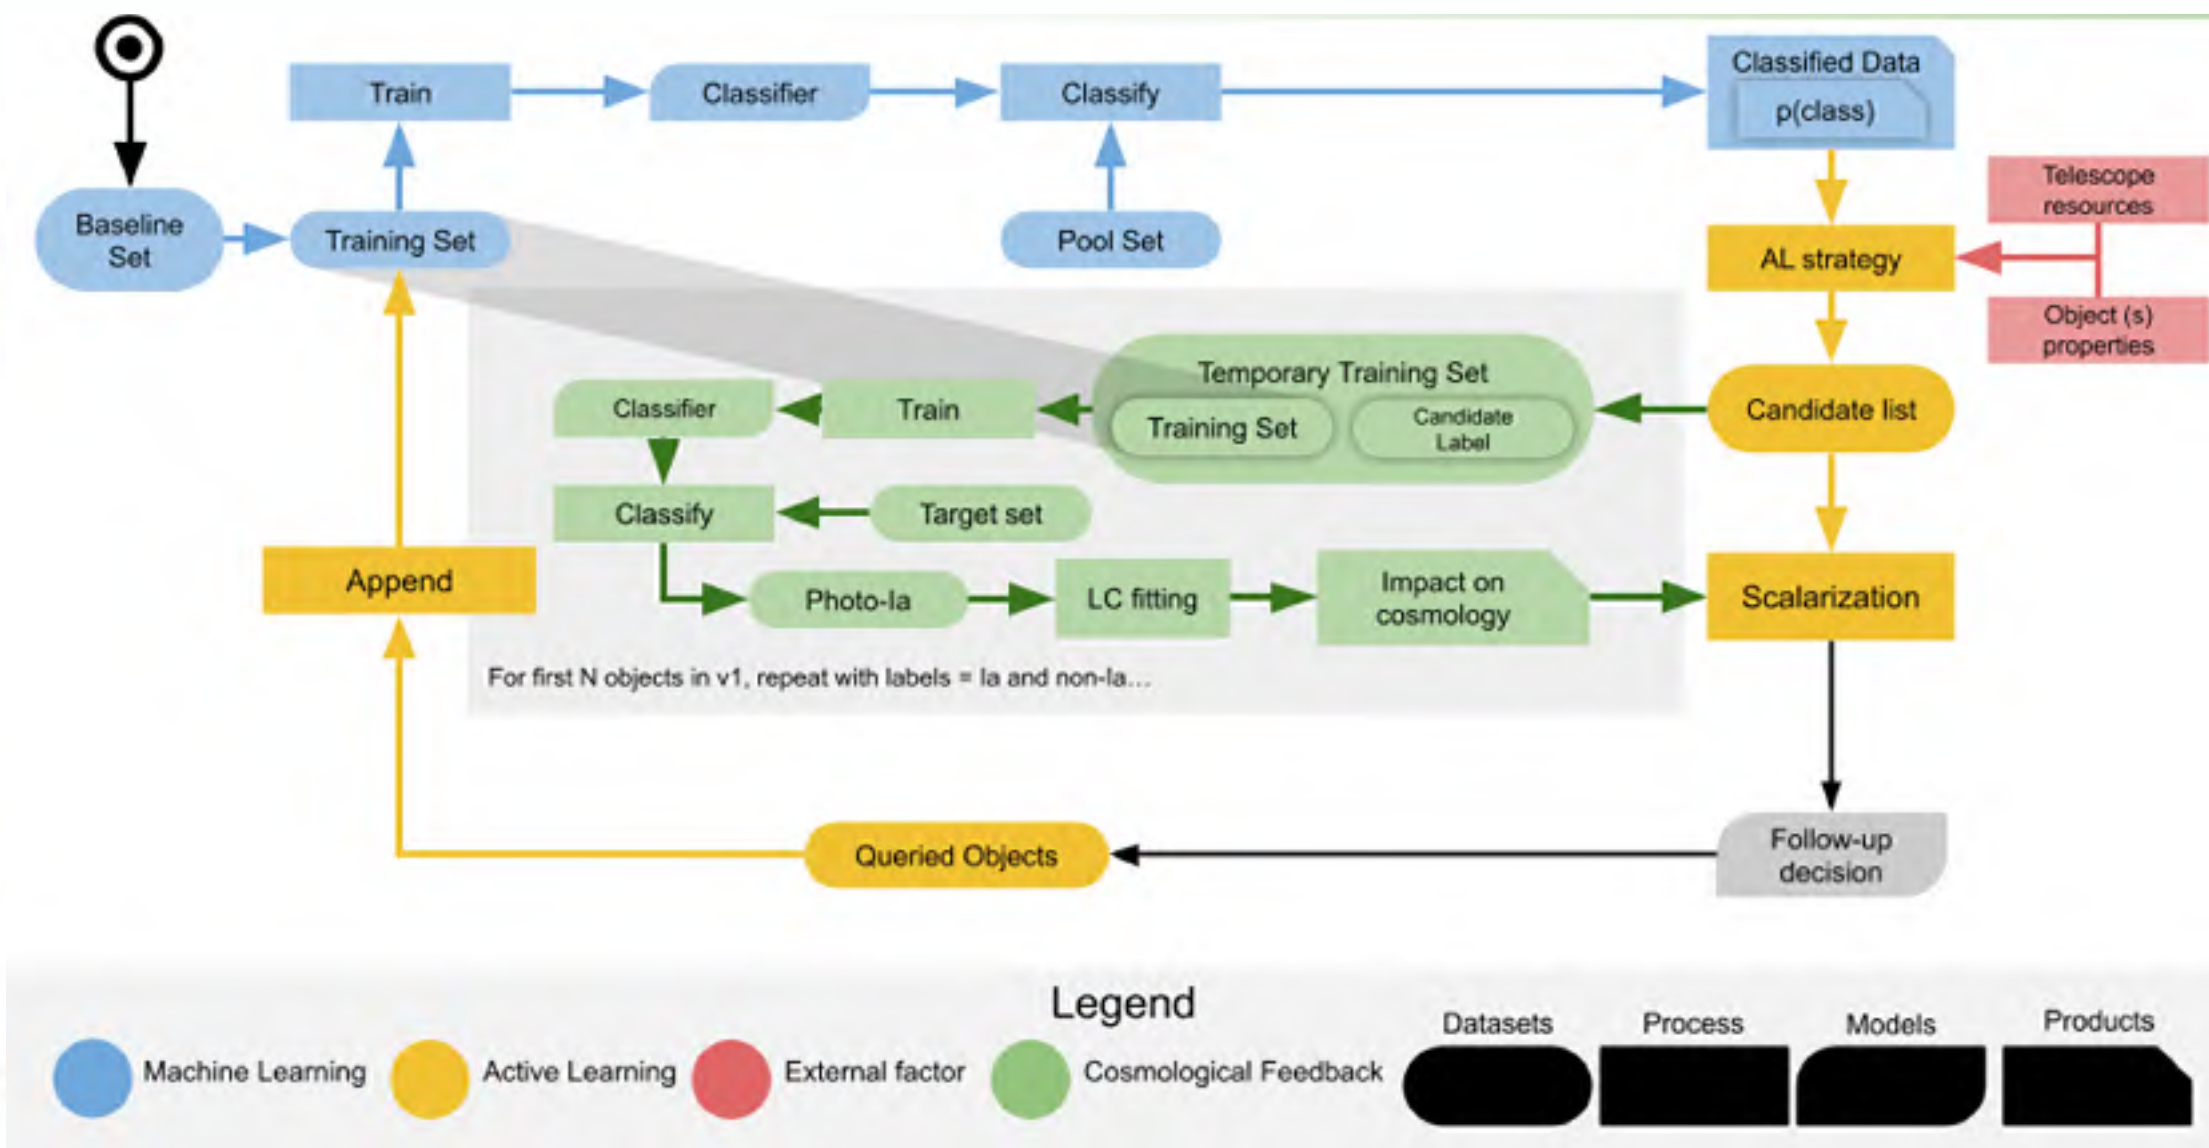 Train
Classifier
Classify
Classified Data
p(class)
Telescope
resources
Baseline
Set
Training Set
Pool Set
AL strategy
Object (s)
properties
Temporary Training Set
Training Set
Candidate
Label
Candidate list
Classifier
Train
Classify
Target set
Append
Photo-Ia
LC fitting
Impact on
cosmology
Scalarization
For first N objects in v1, repeat with labels = Ia and non-Ia...
Queried Objects
Follow-up
decision
Legend
Machine Learning
Active Learning
External factor
Cosmological Feedback
Datasets
Process
Models
Products